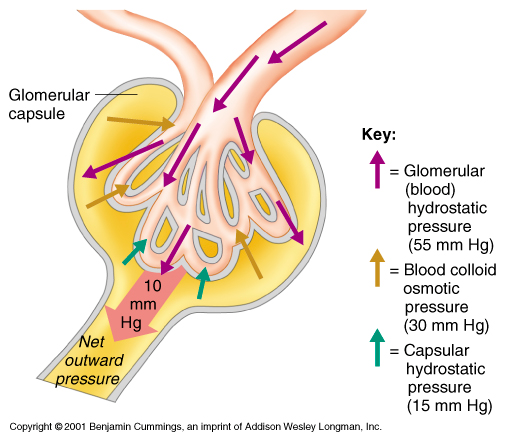 Glomerular
capsule
Key:
= Glomerular
(blood)
hydrostatic
pressure
(55 mm Hg)
= Blood colloid
osmotic
pressure
(30 mm Hg)
= Capsular
hydrostatic
pressure
(15 mm Hg)
10
mm
Hg
Net
outward
pressure
Copyright © 2001 Benjamin Cummings, an imprint of Addison Wesley Longman, Inc.